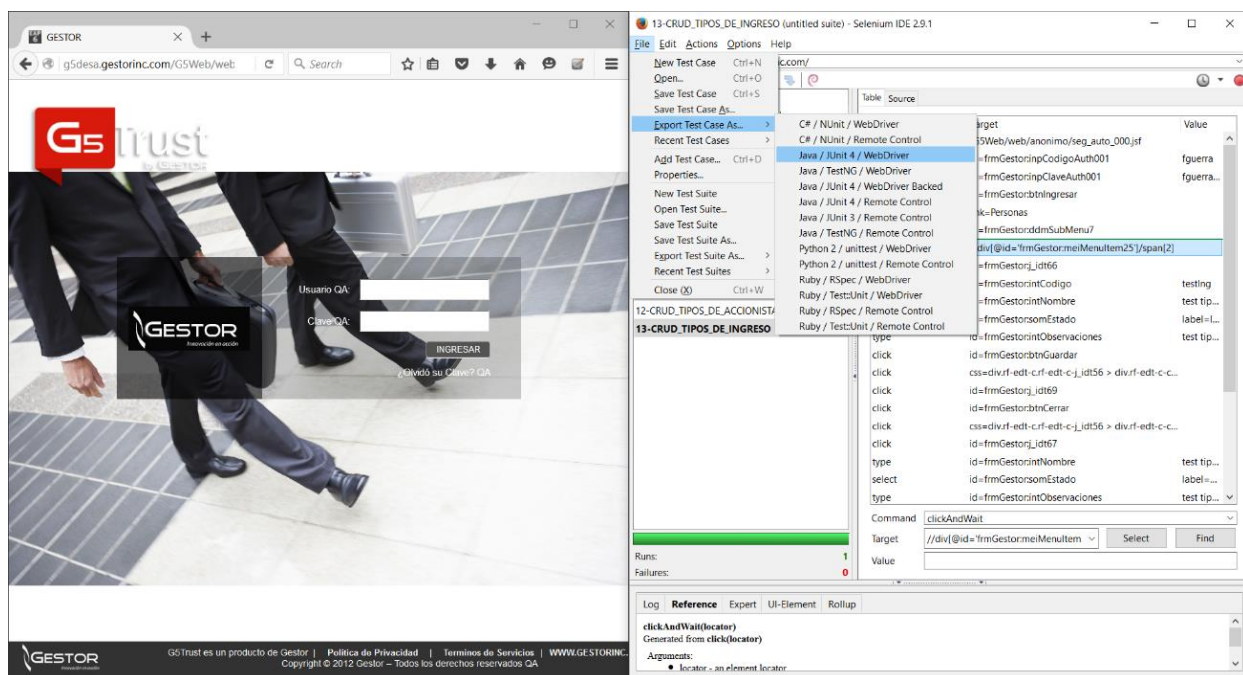 GESTOR
g5desa.gestorinc.com/G5Web/web
Search
G5 Trust
by GESTOR
Usuario QA:
Clave QA:
GESTOR
Innovación en acción
INGRESAR
¿Olvidó su Clave? QA
GESTOR
G5Trust es un producto de Gestor | Política de Privacidad | Terminos de Servicios | WWW.GESTORINC.
Copyright © 2012 Gestor – Todos los derechos reservados QA
13-CRUD_TIPOS_DE_INGRESO (untitled suite) - Selenium IDE 2.9.1
File Edit Actions Options Help
c.com/
New Test Case Ctrl+N
Open... Ctrl+O
Save Test Case Ctrl+S
Save Test Case As...
Export Test Case As... >
Recent Test Cases >
Add Test Case... Ctrl+D
Properties...
New Test Suite
Open Test Suite...
Save Test Suite
Save Test Suite As...
Export Test Suite As... >
Recent Test Suites >
Close (X) Ctrl+W
C# / NUnit / WebDriver
C# / NUnit / Remote Control
Java / JUnit 4 / WebDriver
Java / TestNG / WebDriver
Java / JUnit 4 / WebDriver Backed
Java / JUnit 4 / Remote Control
Java / JUnit 3 / Remote Control
Java / TestNG / Remote Control
Python 2 / unittest / WebDriver
Python 2 / unittest / Remote Control
Ruby / RSpec / WebDriver
Ruby / Test::Unit / WebDriver
Ruby / RSpec / Remote Control
Ruby / Test::Unit / Remote Control
12-CRUD_TIPOS_DE_ACCIONISTA
13-CRUD_TIPOS_DE_INGRESO
Table Source
arget Value
G5Web/web/anonimo/seg_auto_000.jsf
=frmGestor:inpCodigoAuth001 fguerra
=frmGestor:inpClaveAuth001 fguerra...
=frmGestor:btnIngresar
nk=Personas
=frmGestor:ddmSubMenu7
div[@id='frmGestor:meiMenuItem25']/span[2]
=frmGestor:j_idt66
=frmGestor:intCodigo testing
=frmGestor:intNombre test tip...
=frmGestor:somEstado label=I...
type id=frmGestor:intObservaciones test tip...
click id=frmGestor:btnGuardar
click css=div.rf-edt-c.rf-edt-c-j_idt56 > div.rf-edt-c-c...
click id=frmGestor:j_idt69
click id=frmGestor:btnCerrar
click css=div.rf-edt-c.rf-edt-c-j_idt56 > div.rf-edt-c-c...
click id=frmGestor:j_idt67
type id=frmGestor:intNombre test tip...
select id=frmGestor:somEstado label=...
type id=frmGestor:intObservaciones test tip...
Command clickAndWait
Target //div[@id='frmGestor:meiMenuItem Select Find
Value
Runs: 1
Failures: 0
Log Reference Expert UI-Element Rollup
clickAndWait(locator)
Generated from click(locator)
Arguments:
• locator - an element locator